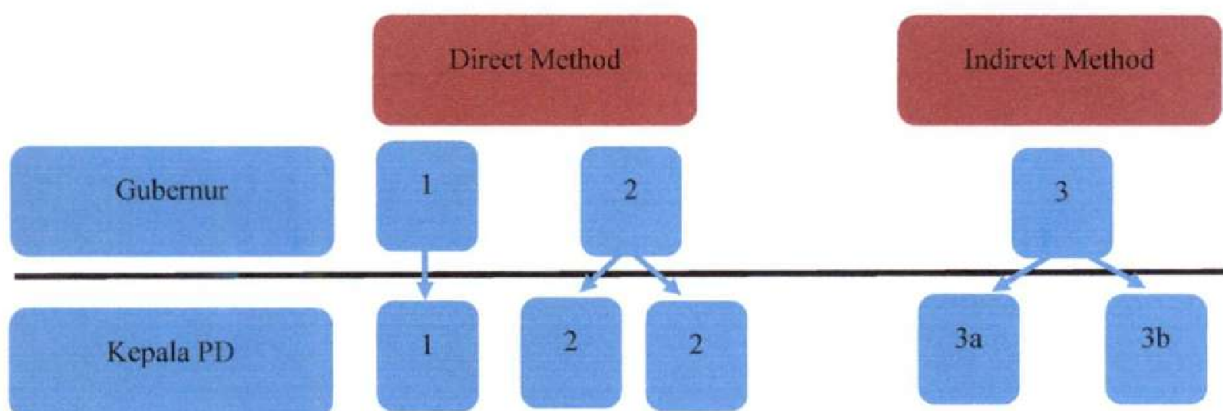 Direct Method
Indirect Method
Gubernur
1
2
3
Kepala PD
1
2
2
3a
3b